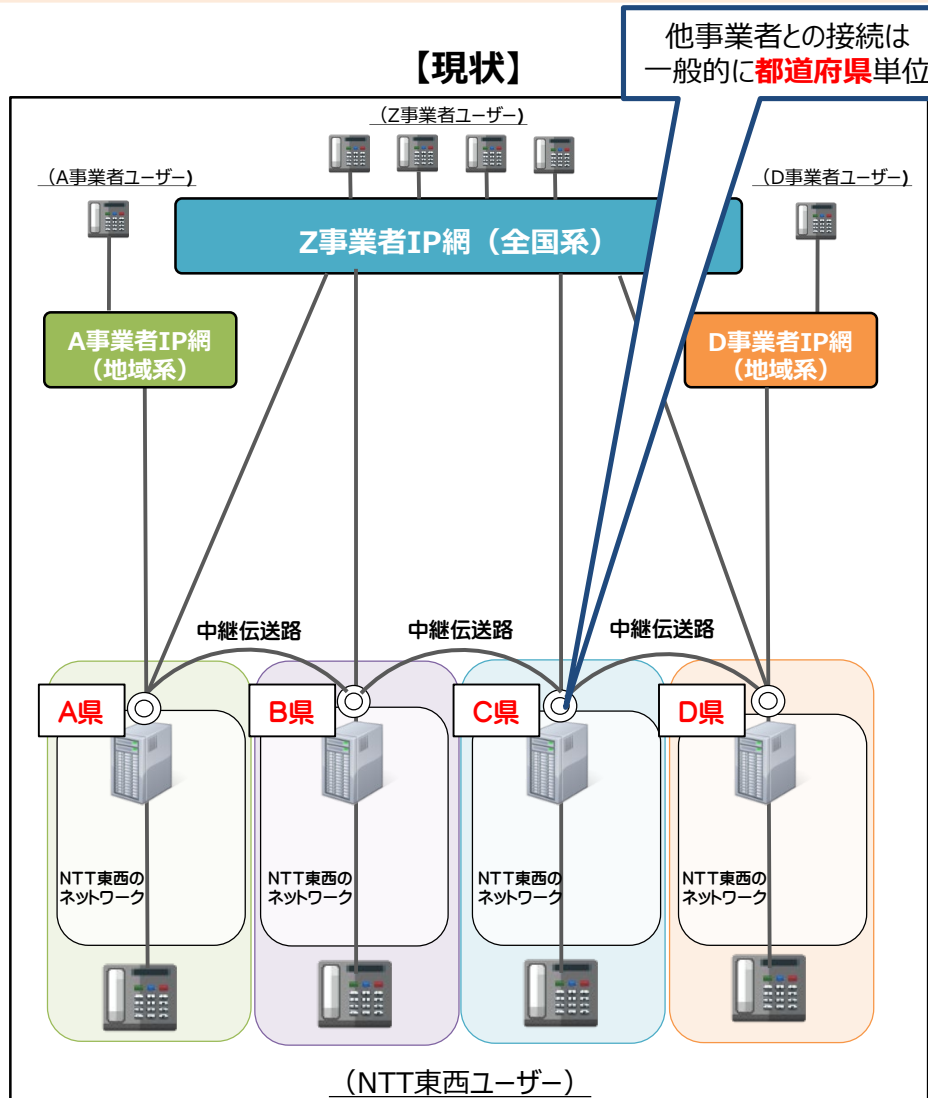 【現状】
他事業者との接続は
一般的に都道府県単位
（Z事業者ユーザー)
（A事業者ユーザー)
（D事業者ユーザー)
Z事業者IP網（全国系）
A事業者IP網
（地域系）
D事業者IP網
（地域系）
中継伝送路
中継伝送路
中継伝送路
A県
B県
C県
D県
NTT東西の
ネットワーク
NTT東西の
ネットワーク
NTT東西の
ネットワーク
NTT東西の
ネットワーク
（NTT東西ユーザー）